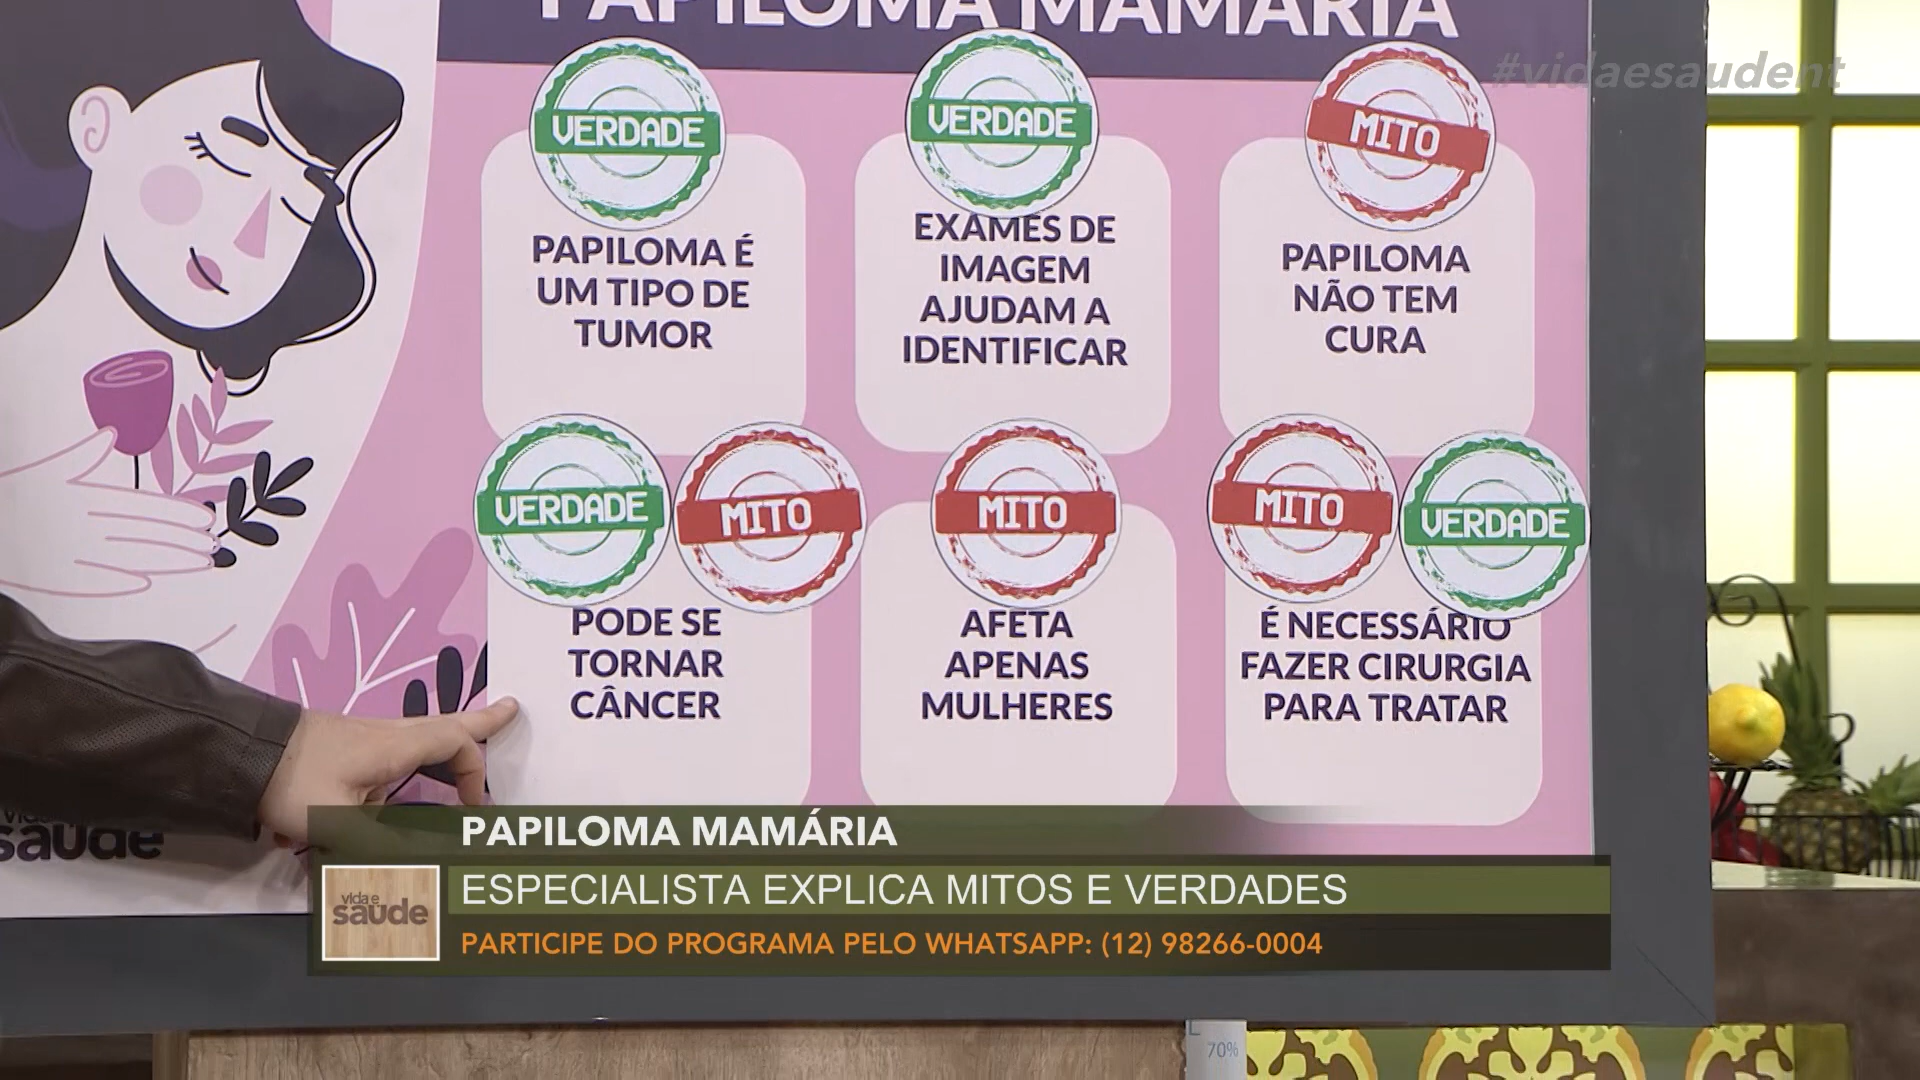 PAPILOMA MAMÁRIA
#vidaesaudent
VERDADE
PAPILOMA É
UM TIPO DE
TUMOR
VERDADE
EXAMES DE
IMAGEM
AJUDAM A
IDENTIFICAR
MITO
PAPILOMA
NÃO TEM
CURA
VERDADE
MITO
PODE SE
TORNAR
CÂNCER
MITO
AFETA
APENAS
MULHERES
MITO
VERDADE
É NECESSÁRIO
FAZER CIRURGIA
PARA TRATAR
saúde
PAPILOMA MAMÁRIA
vida e
saúde
ESPECIALISTA EXPLICA MITOS E VERDADES
PARTICIPE DO PROGRAMA PELO WHATSAPP: (12) 98266-0004
70%